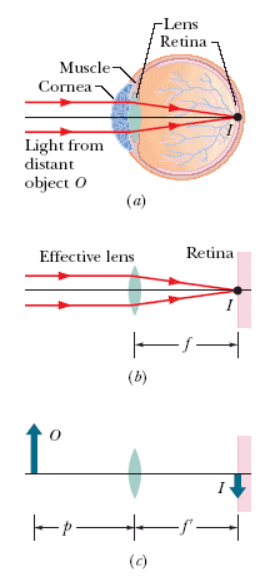 Lens
Retina
Muscle
Cornea
I
Light from
distant
object O
(a)
Effective lens
Retina
I
f
(b)
O
I
p
f'
(c)